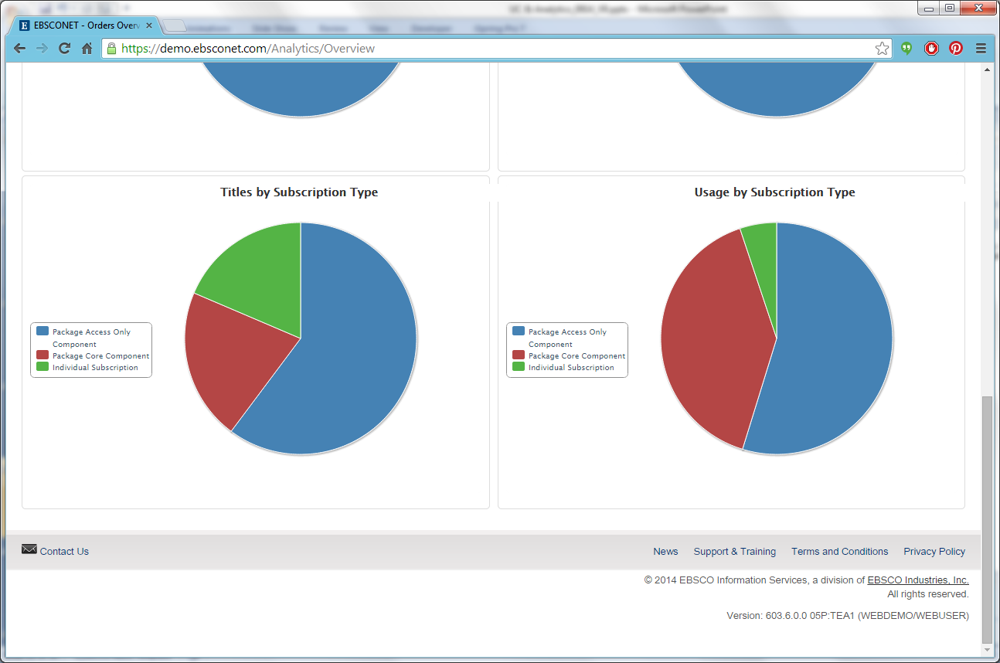 EBSCONET - Orders Overv
https://demo.ebsconet.com/Analytics/Overview
Titles by Subscription Type
Package Access Only
Component
Package Core Component
Individual Subscription
Usage by Subscription Type
Package Access Only
Component
Package Core Component
Individual Subscription
Contact Us
News Support & Training Terms and Conditions Privacy Policy
© 2014 EBSCO Information Services, a division of EBSCO Industries, Inc.
All rights reserved.
Version: 603.6.0.0 05P:TEA1 (WEBDEMO/WEBUSER)